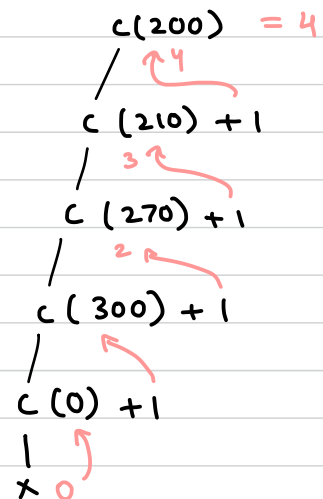 c(200) = 4
4
c (210) + 1
3
c (270) + 1
2
c ( 300) + 1
c (0) + 1
x 0